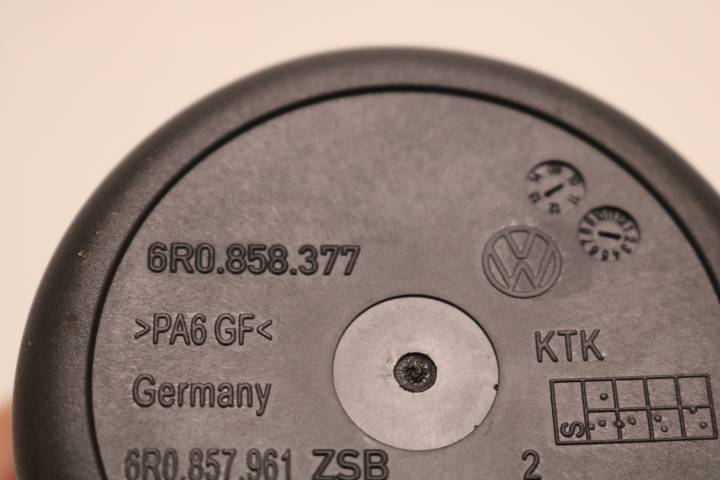 6R0.858.377
>PA6 GF<
Germany
6R0.857.961 ZSB 2
KTK
S